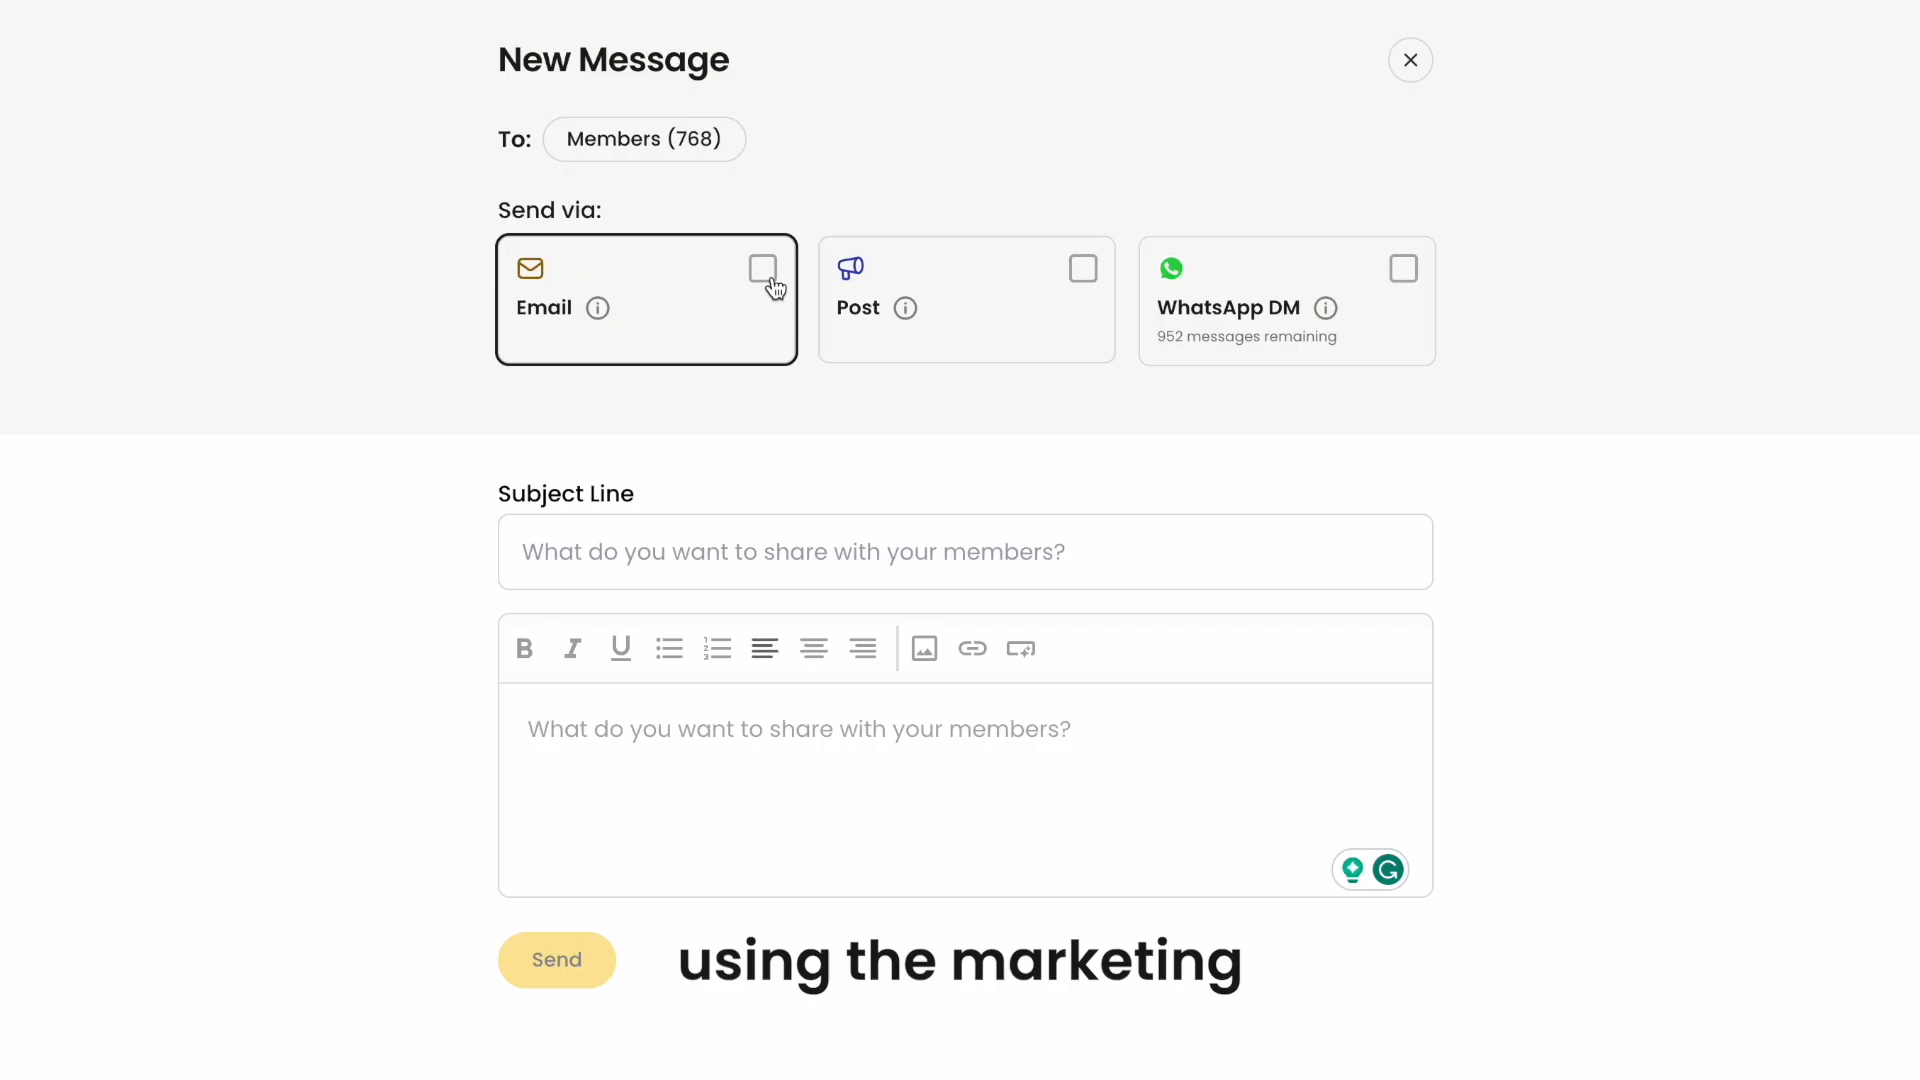 New Message
To: Members (768)
Send via:
Email
Post
WhatsApp DM
952 messages remaining
Subject Line
What do you want to share with your members?
B I U
What do you want to share with your members?
Send
using the marketing